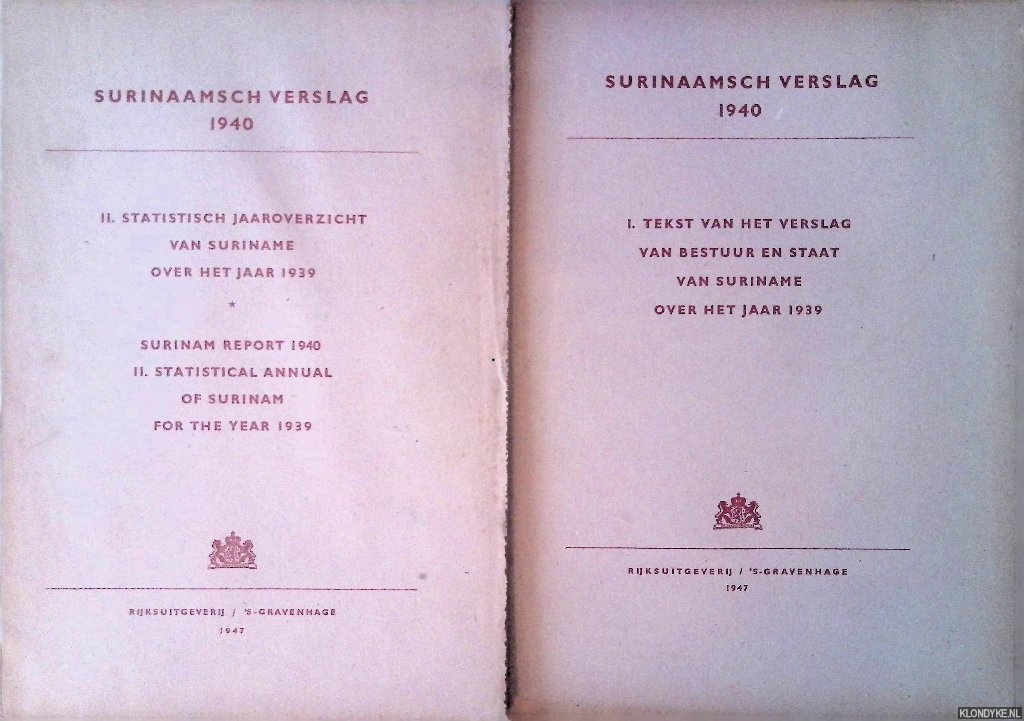 SURINAAMSCH VERSLAG
1940
II. STATISTISCH JAAROVERZICHT
VAN SURINAME
OVER HET JAAR 1939
*
SURINAM REPORT 1940
II. STATISTICAL ANNUAL
OF SURINAM
FOR THE YEAR 1939
RIJKSUITGEVERIJ / 'S-GRAVENHAGE
1947
SURINAAMSCH VERSLAG
1940
I. TEKST VAN HET VERSLAG
VAN BESTUUR EN STAAT
VAN SURINAME
OVER HET JAAR 1939
RIJKSUITGEVERIJ / 'S-GRAVENHAGE
1947
KLONDYKE.NL